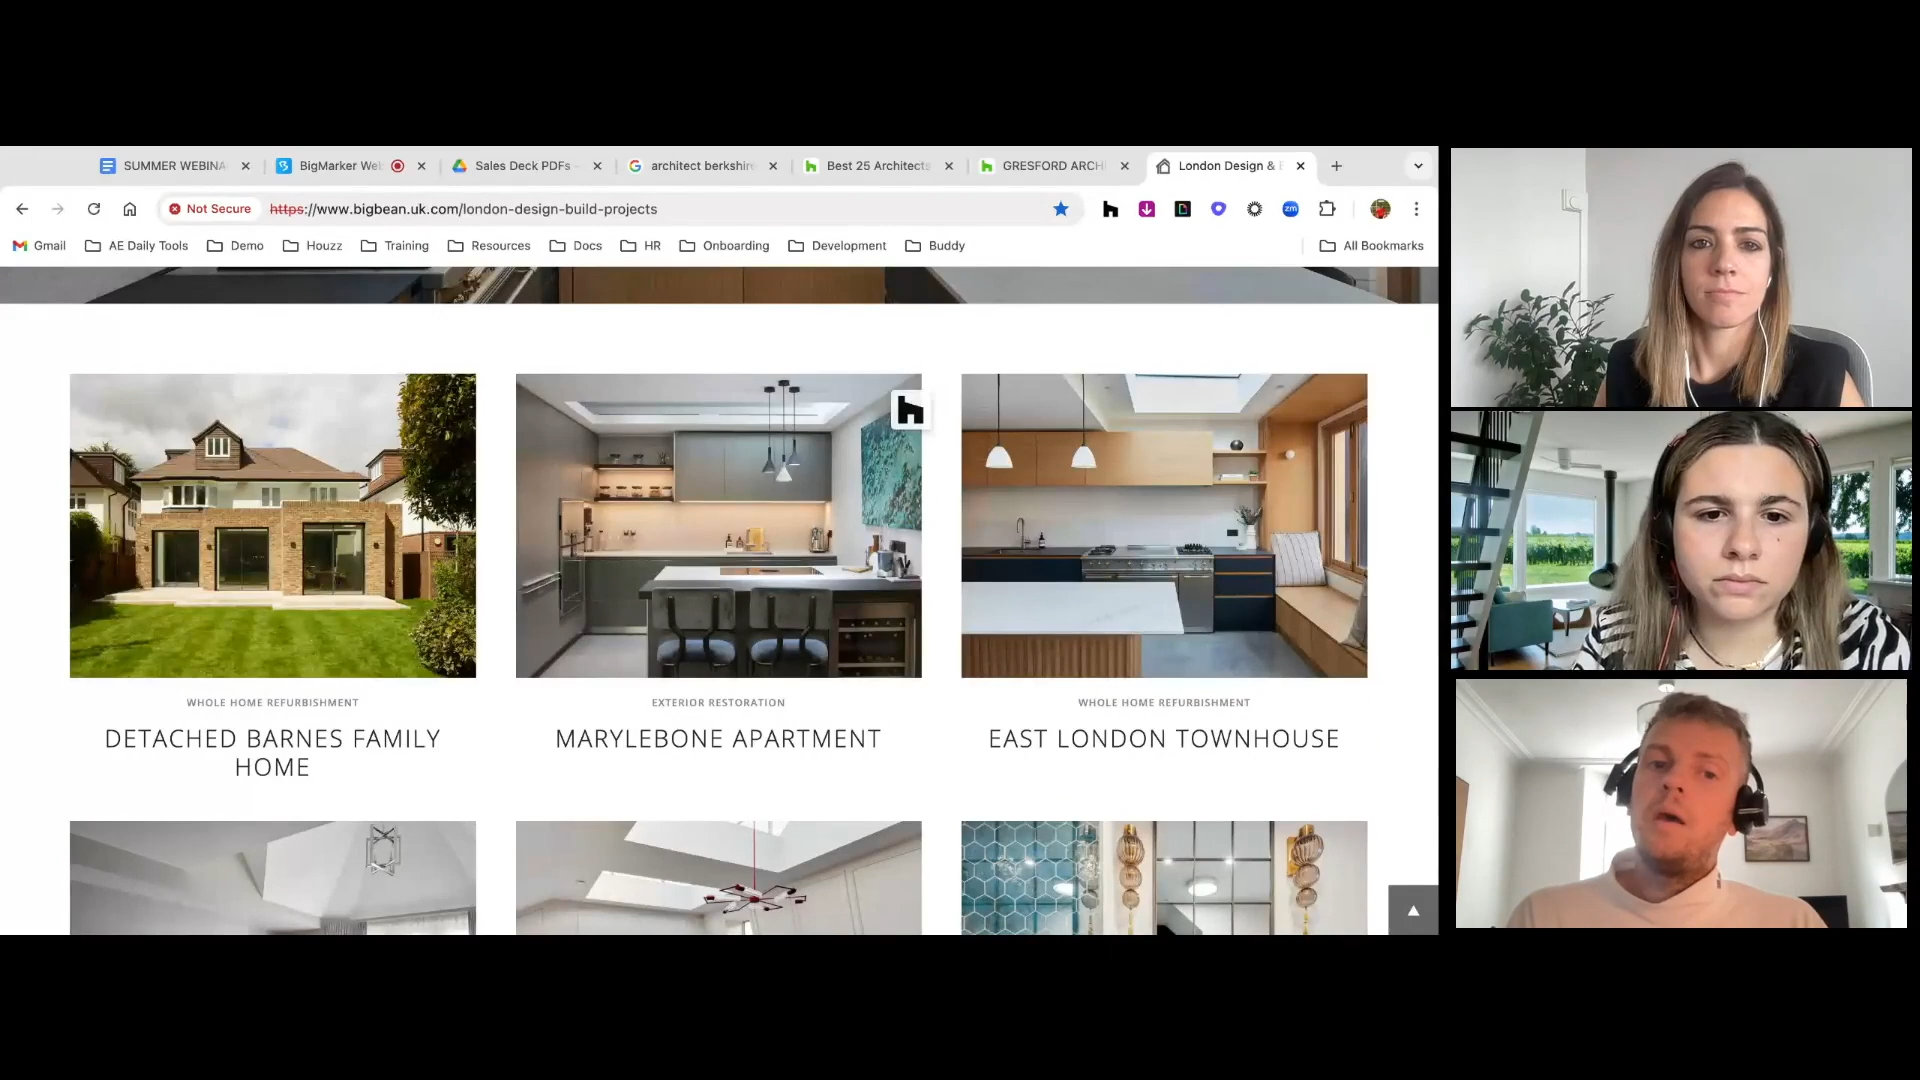 SUMMER WEBINA
BigMarker Web
Sales Deck PDFs -
architect berkshire
Best 25 Architects
GRESFORD ARCHI
London Design & B
Not Secure
https://www.bigbean.uk.com/london-design-build-projects
zm
Gmail
AE Daily Tools
Demo
Houzz
Training
Resources
Docs
HR
Onboarding
Development
Buddy
All Bookmarks
WHOLE HOME REFURBISHMENT
DETACHED BARNES FAMILY
HOME
EXTERIOR RESTORATION
MARYLEBONE APARTMENT
WHOLE HOME REFURBISHMENT
EAST LONDON TOWNHOUSE